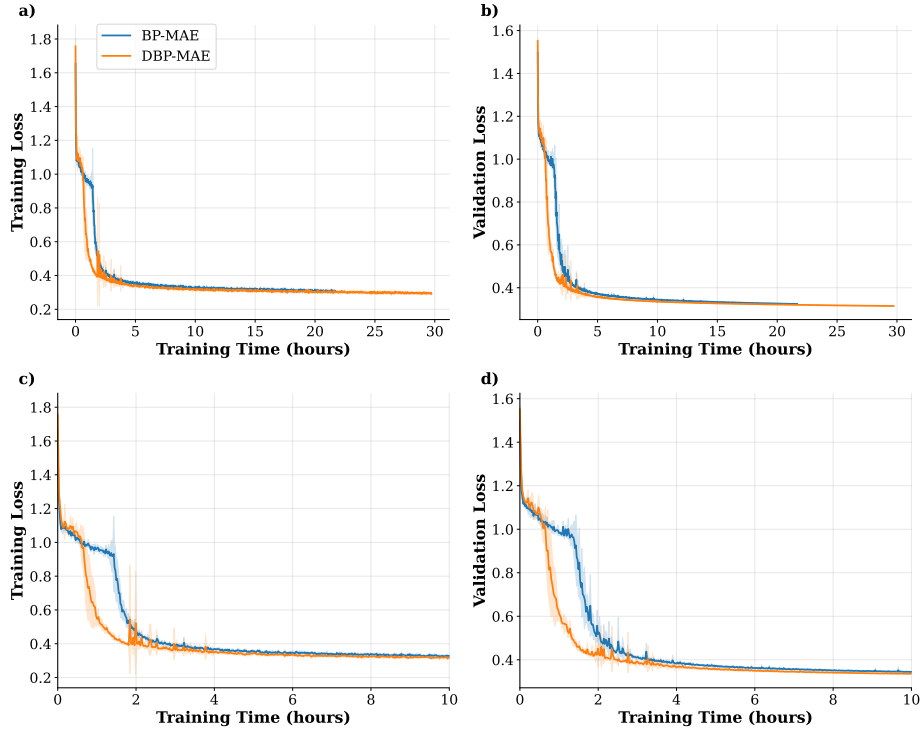 a)
BP-MAE
DBP-MAE
1.8
1.6
1.4
1.2
1.0
0.8
0.6
0.4
0.2
Training Loss
0 5 10 15 20 25 30
Training Time (hours)
b)
1.6
1.4
1.2
1.0
0.8
0.6
0.4
Validation Loss
0 5 10 15 20 25 30
Training Time (hours)
c)
1.8
1.6
1.4
1.2
1.0
0.8
0.6
0.4
0.2
Training Loss
0 2 4 6 8 10
Training Time (hours)
d)
1.6
1.4
1.2
1.0
0.8
0.6
0.4
Validation Loss
0 2 4 6 8 10
Training Time (hours)